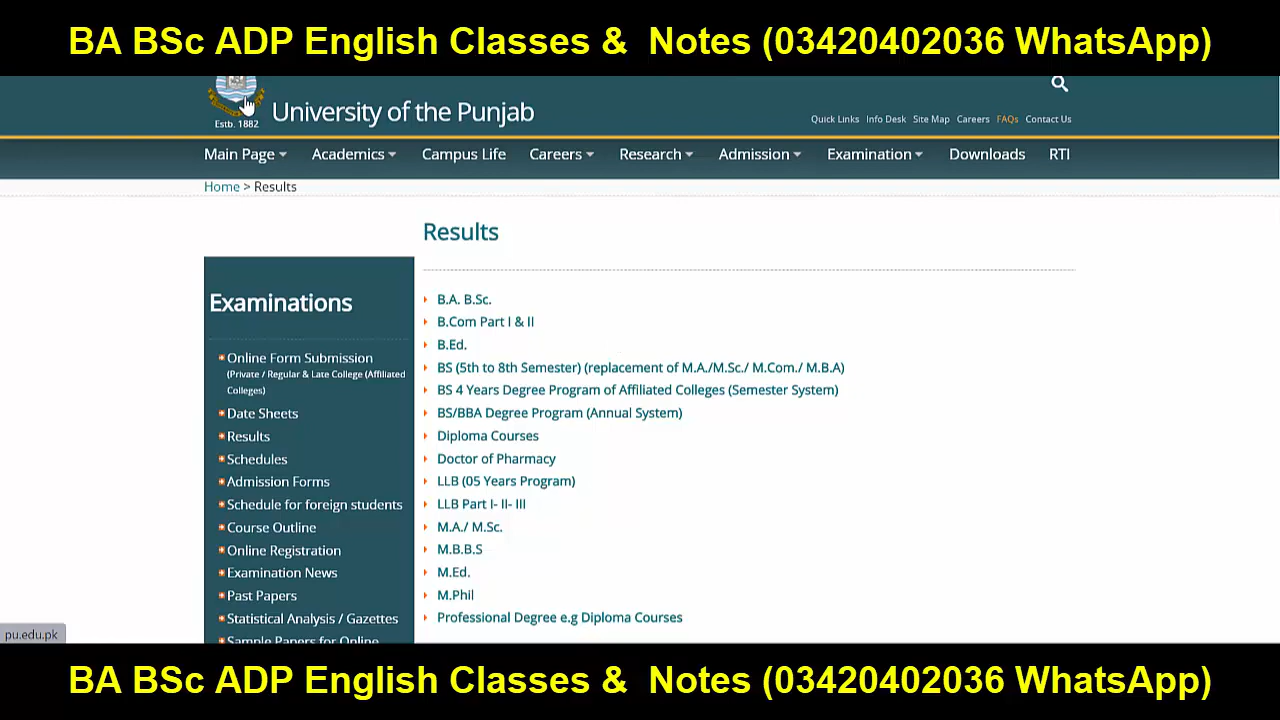 BA BSc ADP English Classes & Notes (03420402036 WhatsApp)
Estb. 1882
University of the Punjab
Quick Links Info Desk Site Map Careers FAQs Contact Us
Main Page Academics Campus Life Careers Research Admission Examination Downloads RTI
Home > Results
Results
Examinations
Online Form Submission
(Private / Regular & Late College (Affiliated
Colleges)
Date Sheets
Results
Schedules
Admission Forms
Schedule for foreign students
Course Outline
Online Registration
Examination News
Past Papers
Statistical Analysis / Gazettes
Sample Papers for Online
B.A. B.Sc.
B.Com Part I & II
B.Ed.
BS (5th to 8th Semester) (replacement of M.A./M.Sc./ M.Com./ M.B.A)
BS 4 Years Degree Program of Affiliated Colleges (Semester System)
BS/BBA Degree Program (Annual System)
Diploma Courses
Doctor of Pharmacy
LLB (05 Years Program)
LLB Part I- II- III
M.A./ M.Sc.
M.B.B.S
M.Ed.
M.Phil
Professional Degree e.g Diploma Courses
pu.edu.pk
BA BSc ADP English Classes & Notes (03420402036 WhatsApp)